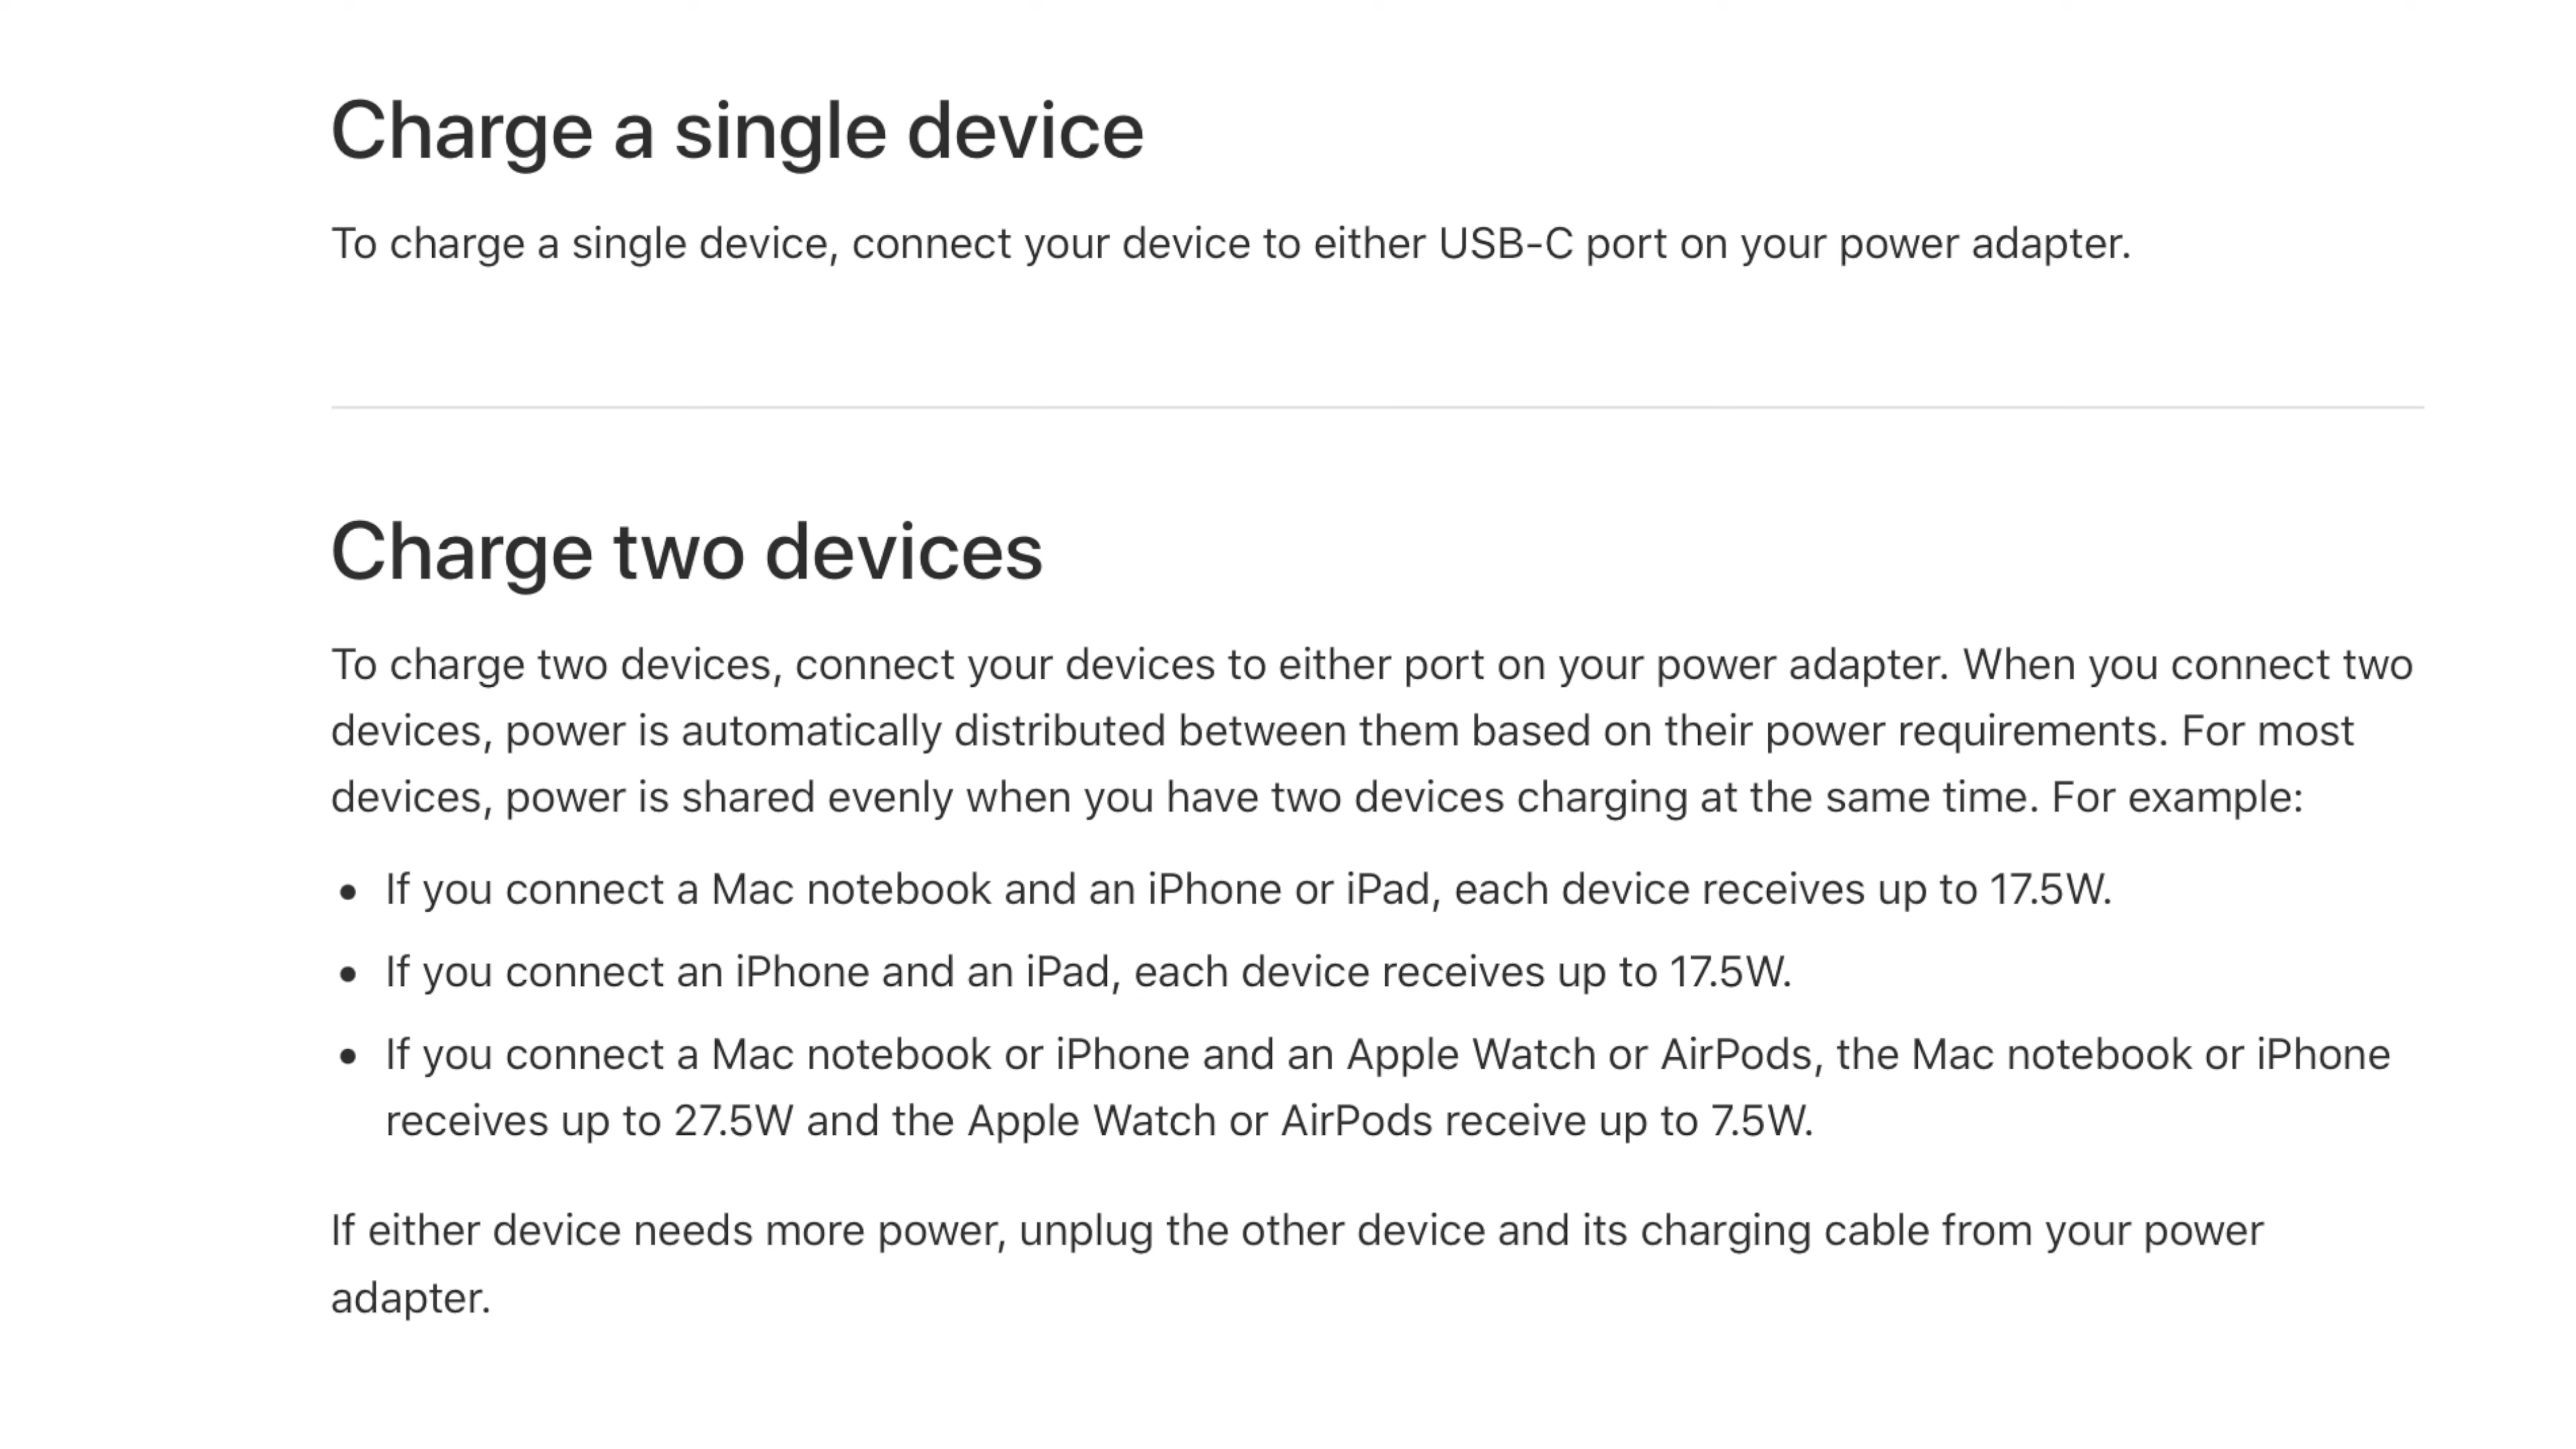 Charge a single device
To charge a single device, connect your device to either USB-C port on your power adapter.
Charge two devices
To charge two devices, connect your devices to either port on your power adapter. When you connect two
devices, power is automatically distributed between them based on their power requirements. For most
devices, power is shared evenly when you have two devices charging at the same time. For example:
• If you connect a Mac notebook and an iPhone or iPad, each device receives up to 17.5W.
• If you connect an iPhone and an iPad, each device receives up to 17.5W.
• If you connect a Mac notebook or iPhone and an Apple Watch or AirPods, the Mac notebook or iPhone
receives up to 27.5W and the Apple Watch or AirPods receive up to 7.5W.
If either device needs more power, unplug the other device and its charging cable from your power
adapter.